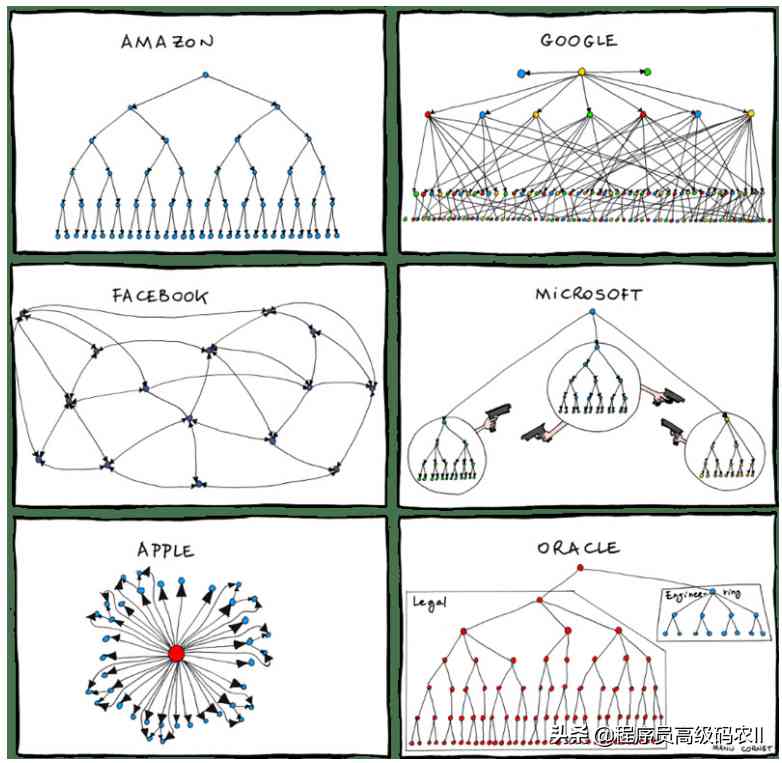 AMAZON
GOOGLE
FACEBOOK
MICROSOFT
APPLE
ORACLE
Legal
Engineering
头条 @程序员高级码农II
MANU CORNET